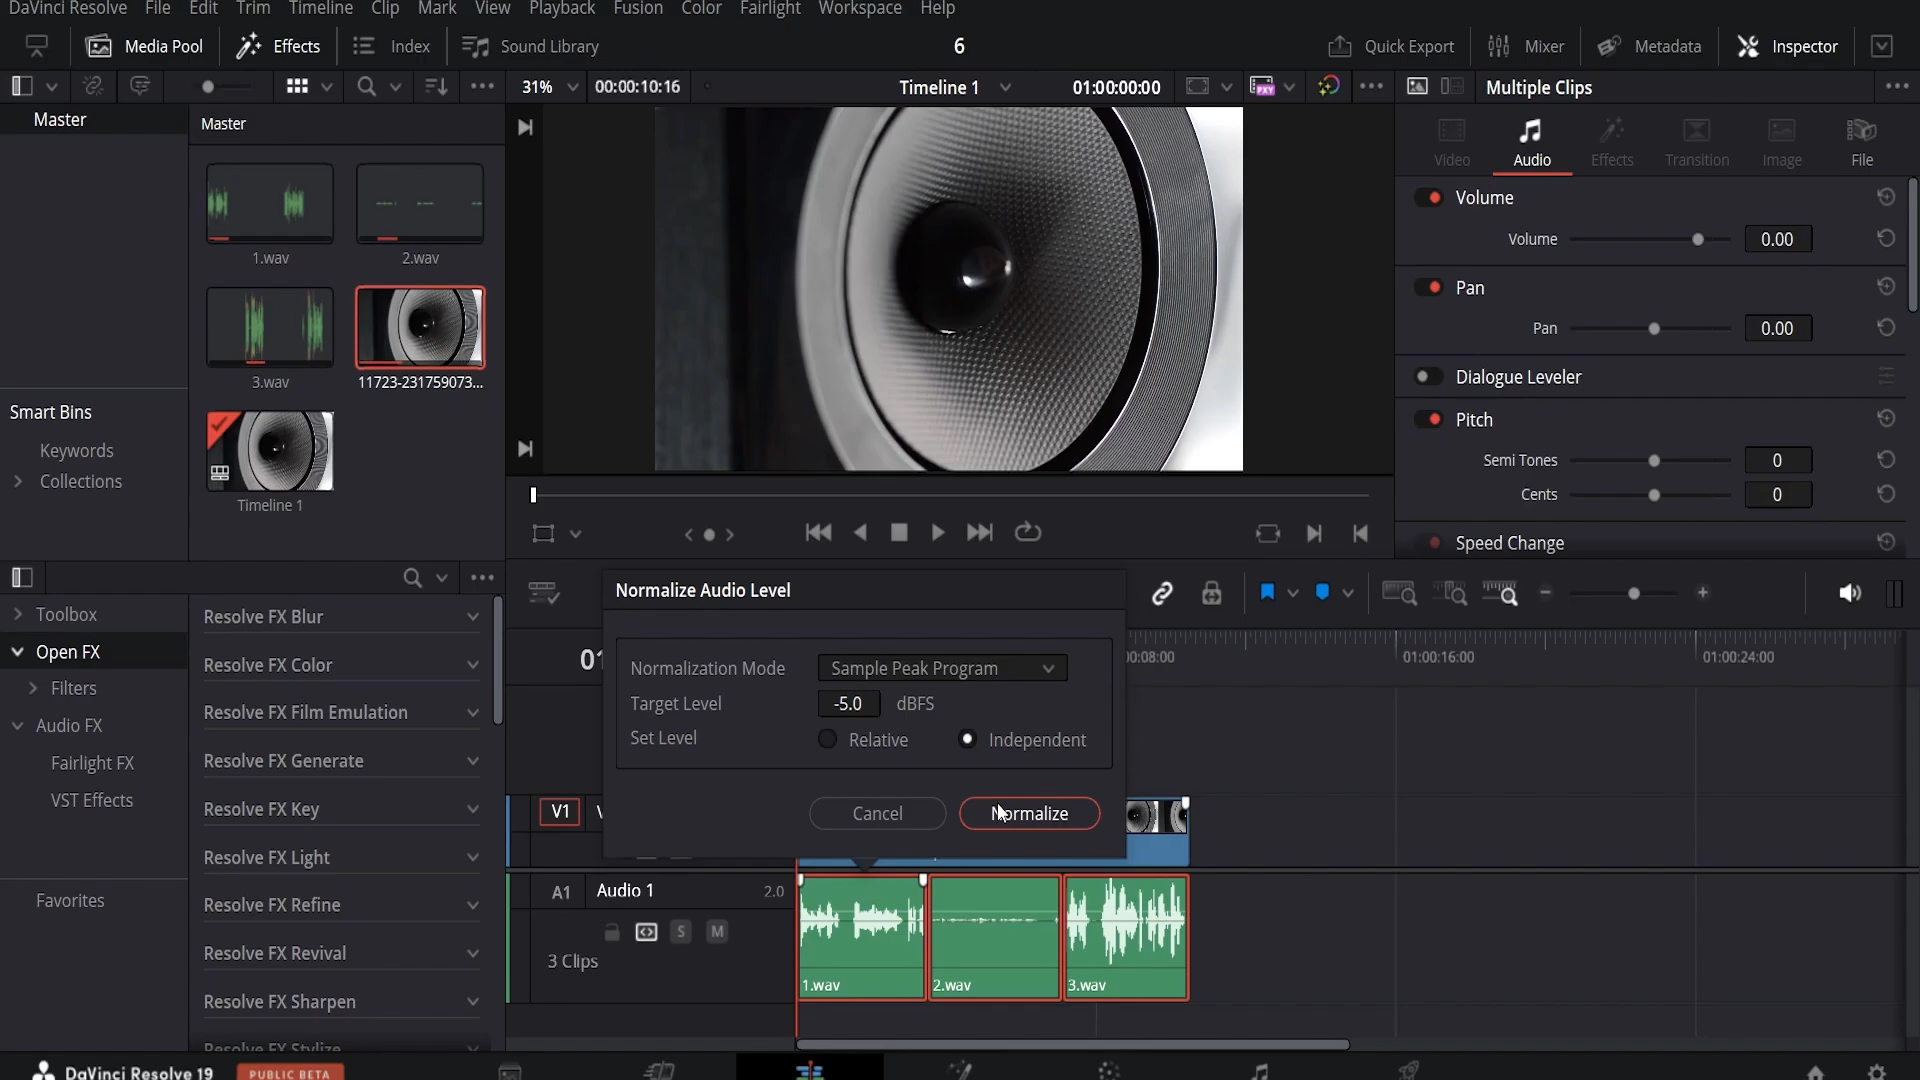 DaVinci Resolve File Edit Trim Timeline Clip Mark View Playback Fusion Color Fairlight Workspace Help
Media Pool Effects Index Sound Library 6 Quick Export Mixer Metadata Inspector
31% 00:00:10:16 Timeline 1 01:00:00:00 PXY Multiple Clips
Master
Master
Video Audio Effects Transition Image File
1.wav 2.wav
3.wav 11723-231759073...
Timeline 1
Smart Bins
Keywords
Collections
Volume
Volume 0.00
Pan
Pan 0.00
Dialogue Leveler
Pitch
Semi Tones 0
Cents 0
Speed Change
Toolbox
Open FX
Filters
Audio FX
Fairlight FX
VST Effects
Favorites
Resolve FX Blur
Resolve FX Color
Resolve FX Film Emulation
Resolve FX Generate
Resolve FX Key
Resolve FX Light
Resolve FX Refine
Resolve FX Revival
Resolve FX Sharpen
Resolve FX Stylize
Normalize Audio Level
Normalization Mode Sample Peak Program
Target Level -5.0 dBFS
Set Level Relative Independent
Cancel Normalize
01:00:16:00 01:00:24:00
V1
A1 Audio 1 2.0
S M
3 Clips
1.wav 2.wav 3.wav
DaVinci Resolve 19 PUBLIC BETA